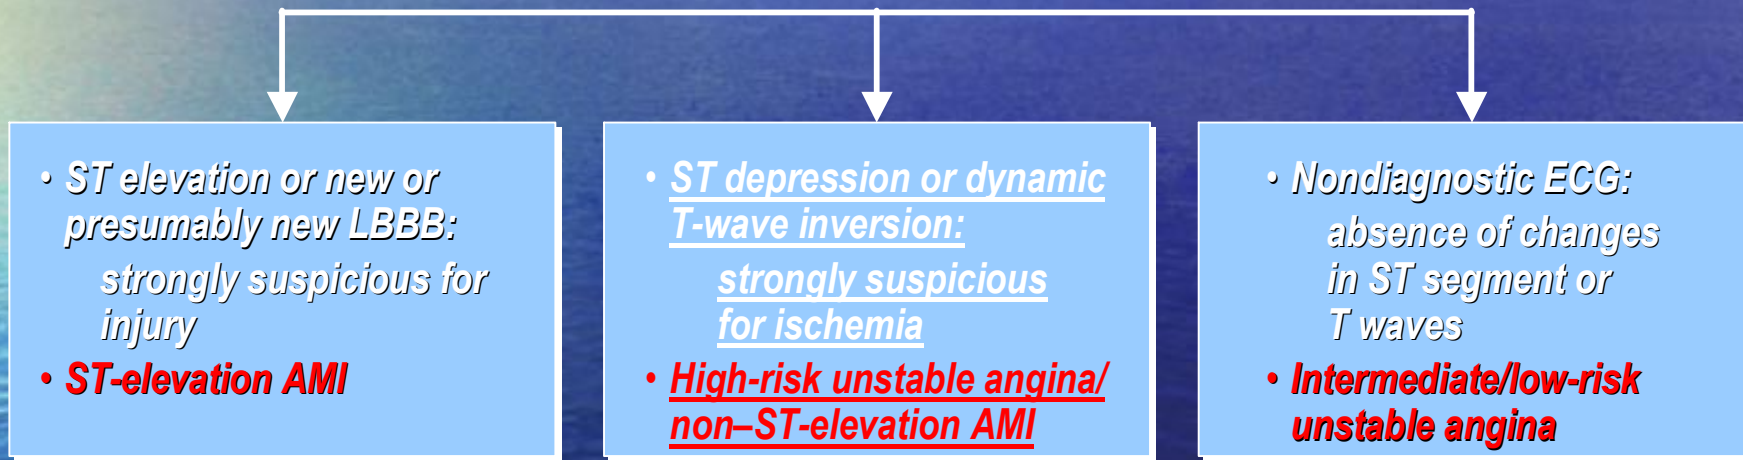 • ST elevation or new or
presumably new LBBB:
strongly suspicious for
injury
• ST-elevation AMI
• ST depression or dynamic
T-wave inversion:
strongly suspicious
for ischemia
• High-risk unstable angina/
non–ST-elevation AMI
• Nondiagnostic ECG:
absence of changes
in ST segment or
T waves
• Intermediate/low-risk
unstable angina